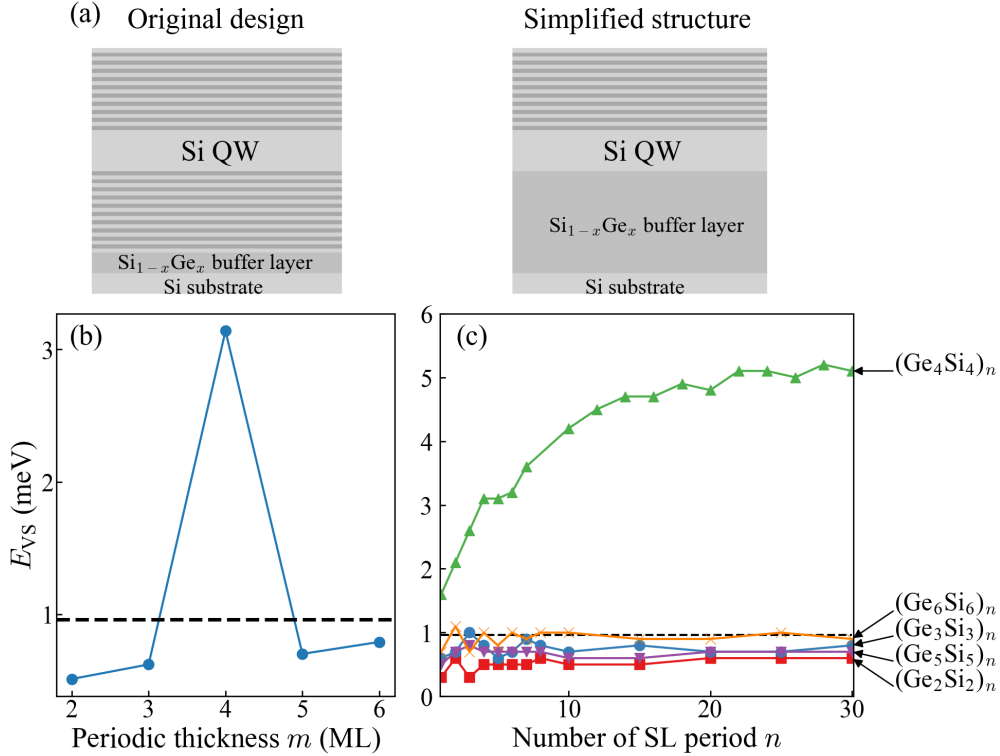 (a)
Original design
Simplified structure
Si QW
Si QW
Si₁₋ₓGeₓ buffer layer
Si₁₋ₓGeₓ buffer layer
Si substrate
Si substrate
(b)
3
2
1
E_VS (meV)
2 3 4 5 6
Periodic thickness m (ML)
(c)
6
5
4
3
2
1
0
10 20 30
Number of SL period n
(Ge₄Si₄)ₙ
(Ge₆Si₆)ₙ
(Ge₃Si₃)ₙ
(Ge₅Si₅)ₙ
(Ge₂Si₂)ₙ